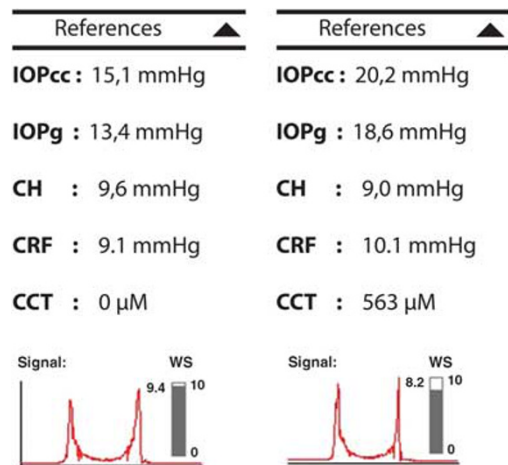 References
IOPcc : 15,1 mmHg
IOPg : 13,4 mmHg
CH : 9,6 mmHg
CRF : 9.1 mmHg
CCT : 0 µM
Signal: WS
9.4 10
0
References
IOPcc : 20,2 mmHg
IOPg : 18,6 mmHg
CH : 9,0 mmHg
CRF : 10.1 mmHg
CCT : 563 µM
Signal: WS
8.2 10
0